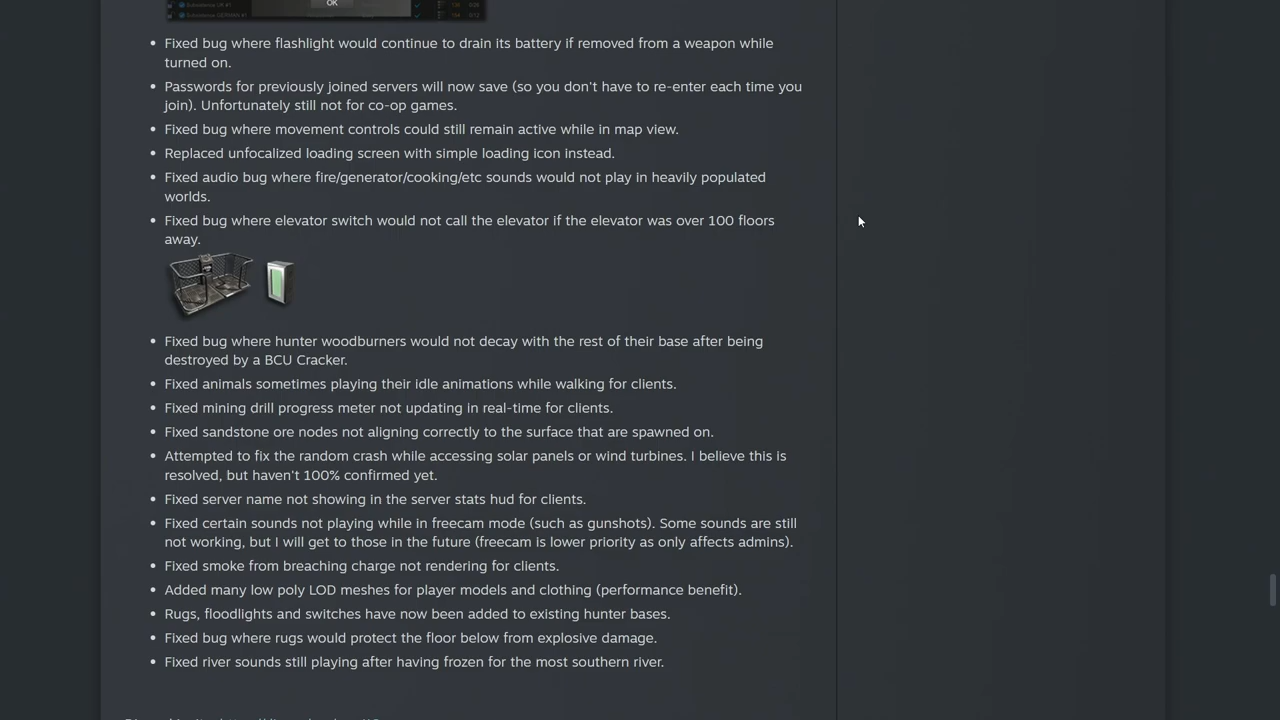 OK
• Fixed bug where flashlight would continue to drain its battery if removed from a weapon while
turned on.
• Passwords for previously joined servers will now save (so you don't have to re-enter each time you
join). Unfortunately still not for co-op games.
• Fixed bug where movement controls could still remain active while in map view.
• Replaced unfocalized loading screen with simple loading icon instead.
• Fixed audio bug where fire/generator/cooking/etc sounds would not play in heavily populated
worlds.
• Fixed bug where elevator switch would not call the elevator if the elevator was over 100 floors
away.
• Fixed bug where hunter woodburners would not decay with the rest of their base after being
destroyed by a BCU Cracker.
• Fixed animals sometimes playing their idle animations while walking for clients.
• Fixed mining drill progress meter not updating in real-time for clients.
• Fixed sandstone ore nodes not aligning correctly to the surface that are spawned on.
• Attempted to fix the random crash while accessing solar panels or wind turbines. I believe this is
resolved, but haven't 100% confirmed yet.
• Fixed server name not showing in the server stats hud for clients.
• Fixed certain sounds not playing while in freecam mode (such as gunshots). Some sounds are still
not working, but I will get to those in the future (freecam is lower priority as only affects admins).
• Fixed smoke from breaching charge not rendering for clients.
• Added many low poly LOD meshes for player models and clothing (performance benefit).
• Rugs, floodlights and switches have now been added to existing hunter bases.
• Fixed bug where rugs would protect the floor below from explosive damage.
• Fixed river sounds still playing after having frozen for the most southern river.